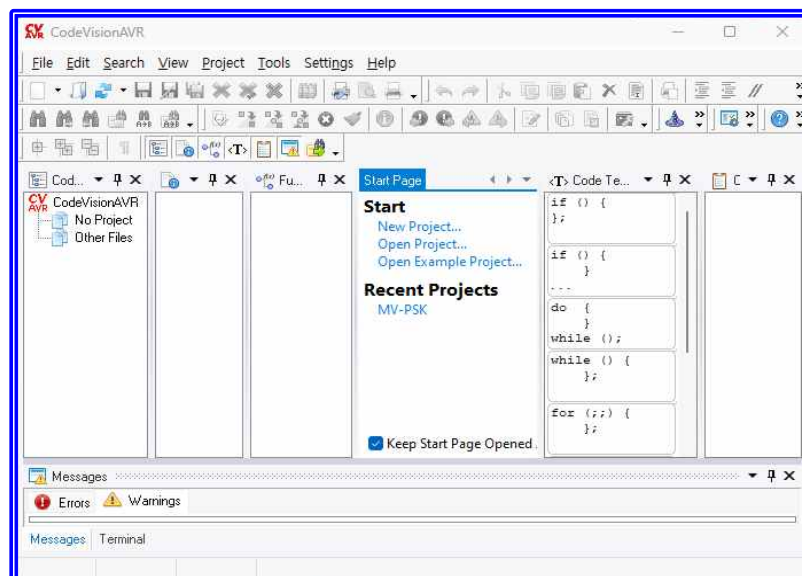 CodeVisionAVR
File Edit Search View Project Tools Settings Help
Cod...
Fu...
Start Page
<T> Code Te...
C
CodeVisionAVR
No Project
Other Files
Start
New Project...
Open Project...
Open Example Project...
Recent Projects
MV-PSK
Keep Start Page Opened.
if () {
};
if () {
}
...
do {
}
while ();
while () {
};
for (;;) {
};
Messages
Errors Warnings
Messages Terminal